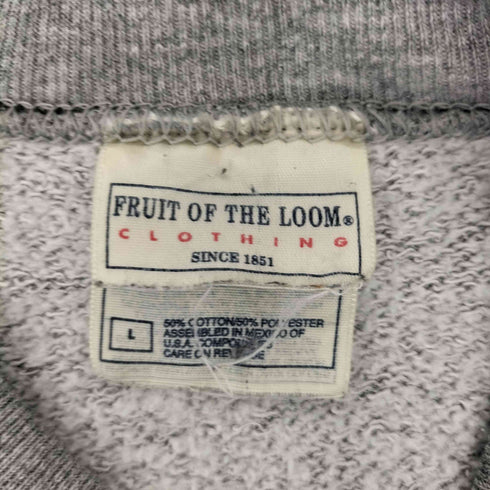 FRUIT OF THE LOOM®
CLOTHING
SINCE 1851
L
50% COTTON/50% POLYESTER
ASSEMBLED IN MEXICO OF
U.S.A. COMPONENTS
CARE ON REVERSE